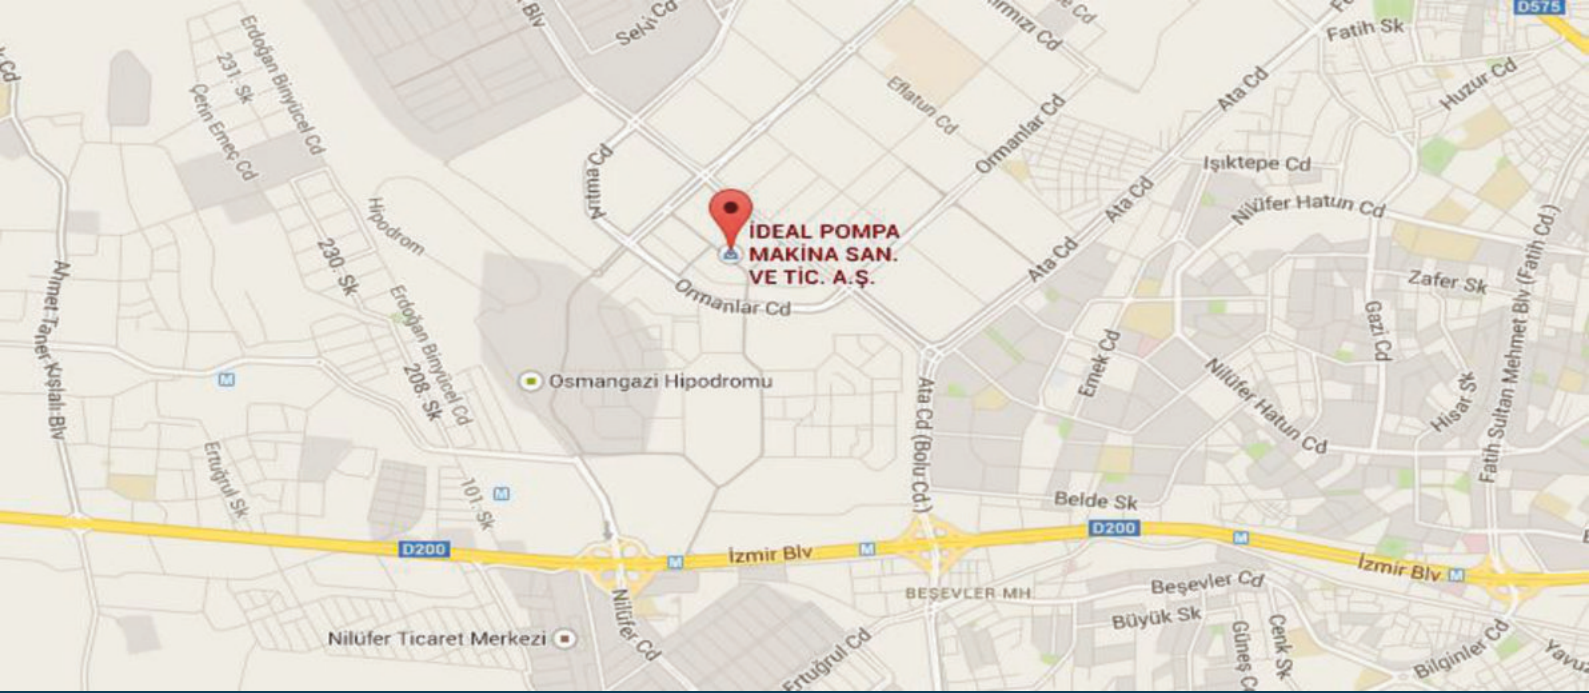 D575
Blv
Selvi Cd
Fatih Sk
Erdoğan Binyücel Cd
231. Sk
Çetin Emeç Cd
Eflatun Cd
Ormanlar Cd
Ata Cd
Huzur Cd
Artıç Cd
Işıktepe Cd
Ata Cd
Nilüfer Hatun Cd
Hipodrom
230. Sk
İDEAL POMPA
MAKİNA SAN.
VE TİC. A.Ş.
Ata Cd
Zafer Sk
Fatih Sultan Mehmet Blv (Fatih Cd.)
Ahmet Taner Kışlalı Blv
Erdoğan Binyücel Cd
Ormanlar Cd
Gazi Cd
Emek Cd
208. Sk
M
Osmangazi Hipodromu
Ata Cd (Bolu Cd.)
Nilüfer Hatun Cd
Hisar Sk
Ertuğrul Sk
101. Sk
M
Belde Sk
D200
M
İzmir Blv
M
D200
M
İzmir Blv
M
Nilüfer Cd
BEŞEVLER MH
Beşevler Cd
Büyük Sk
Güneş
Cenk Sk
Nilüfer Ticaret Merkezi
Ertuğrul Cd
Bilginler Cd